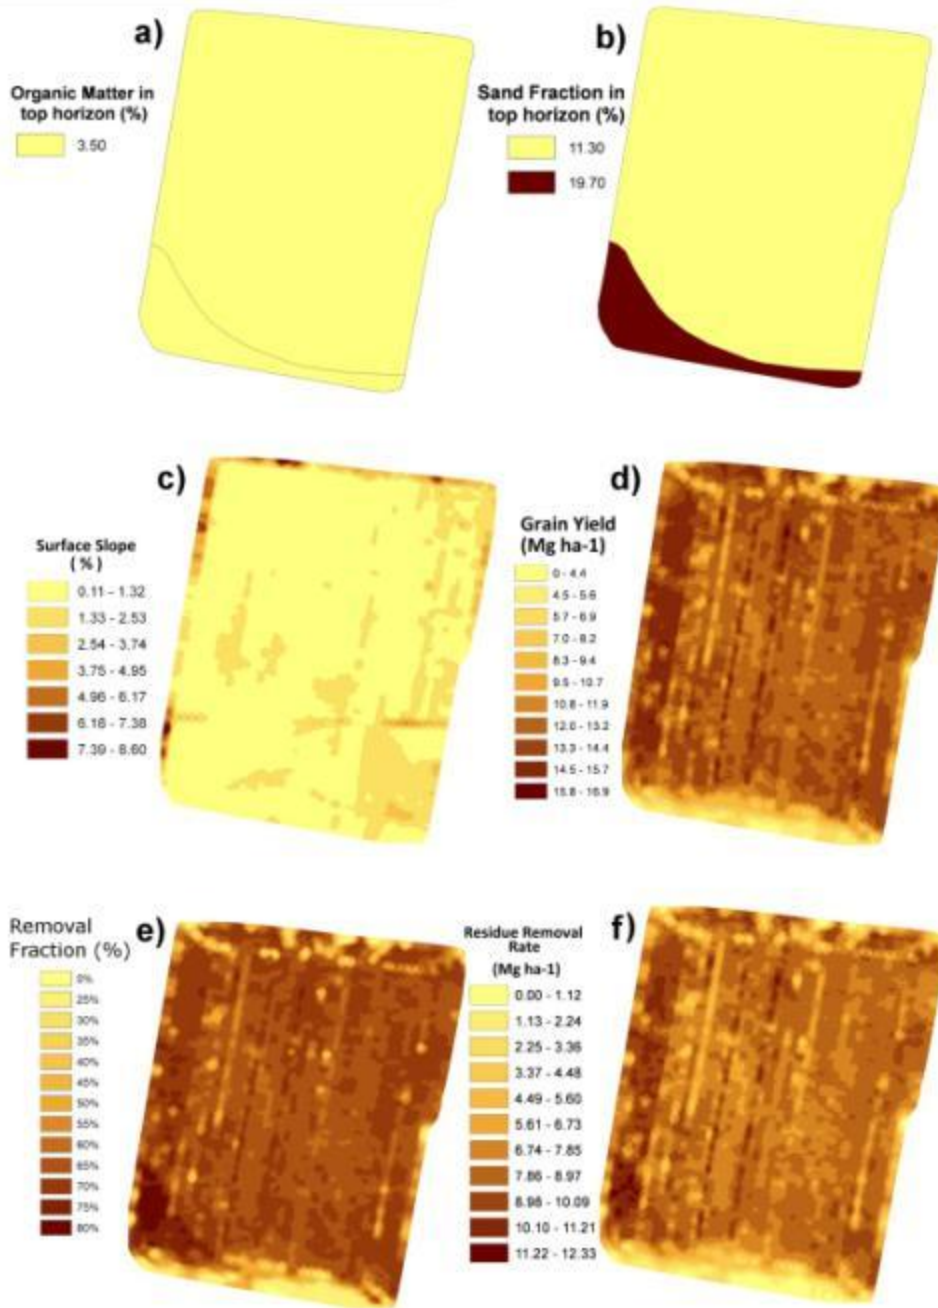 a)
Organic Matter in
top horizon (%)
3.50
b)
Sand Fraction in
top horizon (%)
11.30
19.70
c)
Surface Slope
( % )
0.11 - 1.32
1.33 - 2.53
2.54 - 3.74
3.75 - 4.95
4.96 - 6.17
6.18 - 7.38
7.39 - 8.60
d)
Grain Yield
(Mg ha-1)
0 - 4.4
4.5 - 5.6
5.7 - 6.9
7.0 - 8.2
8.3 - 9.4
9.5 - 10.7
10.8 - 11.9
12.0 - 13.2
13.3 - 14.4
14.5 - 15.7
15.8 - 16.9
e)
Removal
Fraction (%)
0%
25%
30%
35%
40%
45%
50%
55%
60%
65%
70%
75%
80%
f)
Residue Removal
Rate
(Mg ha-1)
0.00 - 1.12
1.13 - 2.24
2.25 - 3.36
3.37 - 4.48
4.49 - 5.60
5.61 - 6.73
6.74 - 7.85
7.86 - 8.97
8.98 - 10.09
10.10 - 11.21
11.22 - 12.33